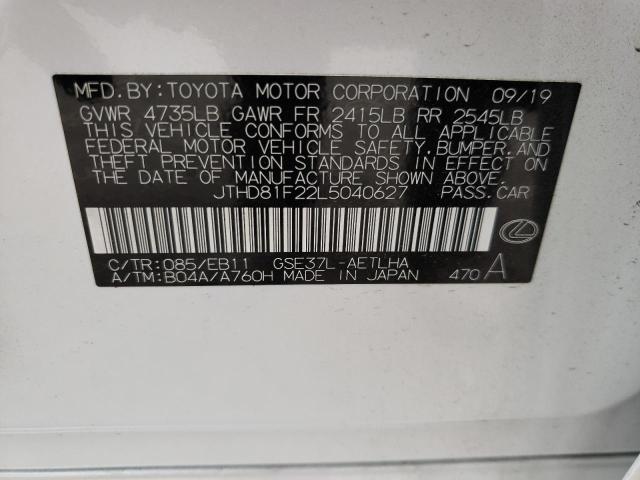 MFD. BY: TOYOTA MOTOR CORPORATION 09/19
GVWR 4735LB GAWR FR 2415LB RR 2545LB
THIS VEHICLE CONFORMS TO ALL APPLICABLE
FEDERAL MOTOR VEHICLE SAFETY, BUMPER, AND
THEFT PREVENTION STANDARDS IN EFFECT ON
THE DATE OF MANUFACTURE SHOWN ABOVE.
JTHD81F22L5040627 PASS.CAR
C/TR: 085/EB11 GSE37L-AETLHA
A/TM: B04A/A760H MADE IN JAPAN 470 A